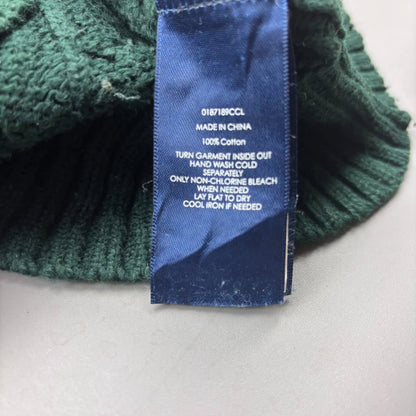 0187189CCL
MADE IN CHINA
100% Cotton
TURN GARMENT INSIDE OUT
HAND WASH COLD
SEPARATELY
ONLY NON-CHLORINE BLEACH
WHEN NEEDED
LAY FLAT TO DRY
COOL IRON IF NEEDED